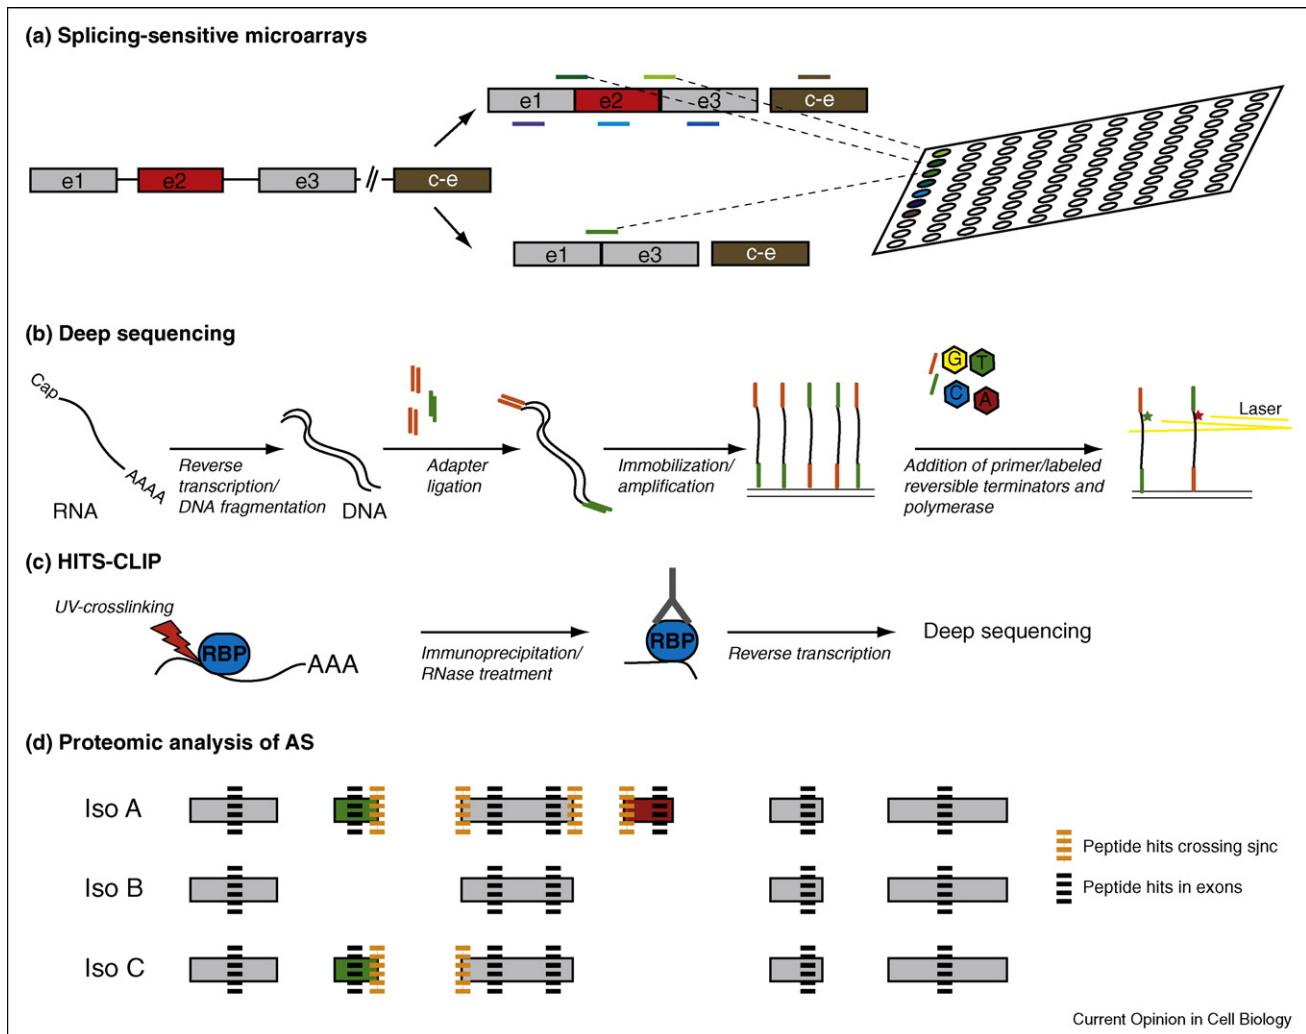 (a) Splicing-sensitive microarrays
e1 e2 e3 c-e
e1 e2 e3 c-e
e1 e3 c-e
(b) Deep sequencing
Cap
AAAA
RNA
Reverse
transcription/
DNA fragmentation
DNA
Adapter
ligation
Immobilization/
amplification
G T
C A
Addition of primer/labeled
reversible terminators and
polymerase
Laser
(c) HITS-CLIP
UV-crosslinking
RBP
AAA
Immunoprecipitation/
RNase treatment
RBP
Reverse transcription
Deep sequencing
(d) Proteomic analysis of AS
Iso A
Iso B
Iso C
Peptide hits crossing sjnc
Peptide hits in exons
Current Opinion in Cell Biology